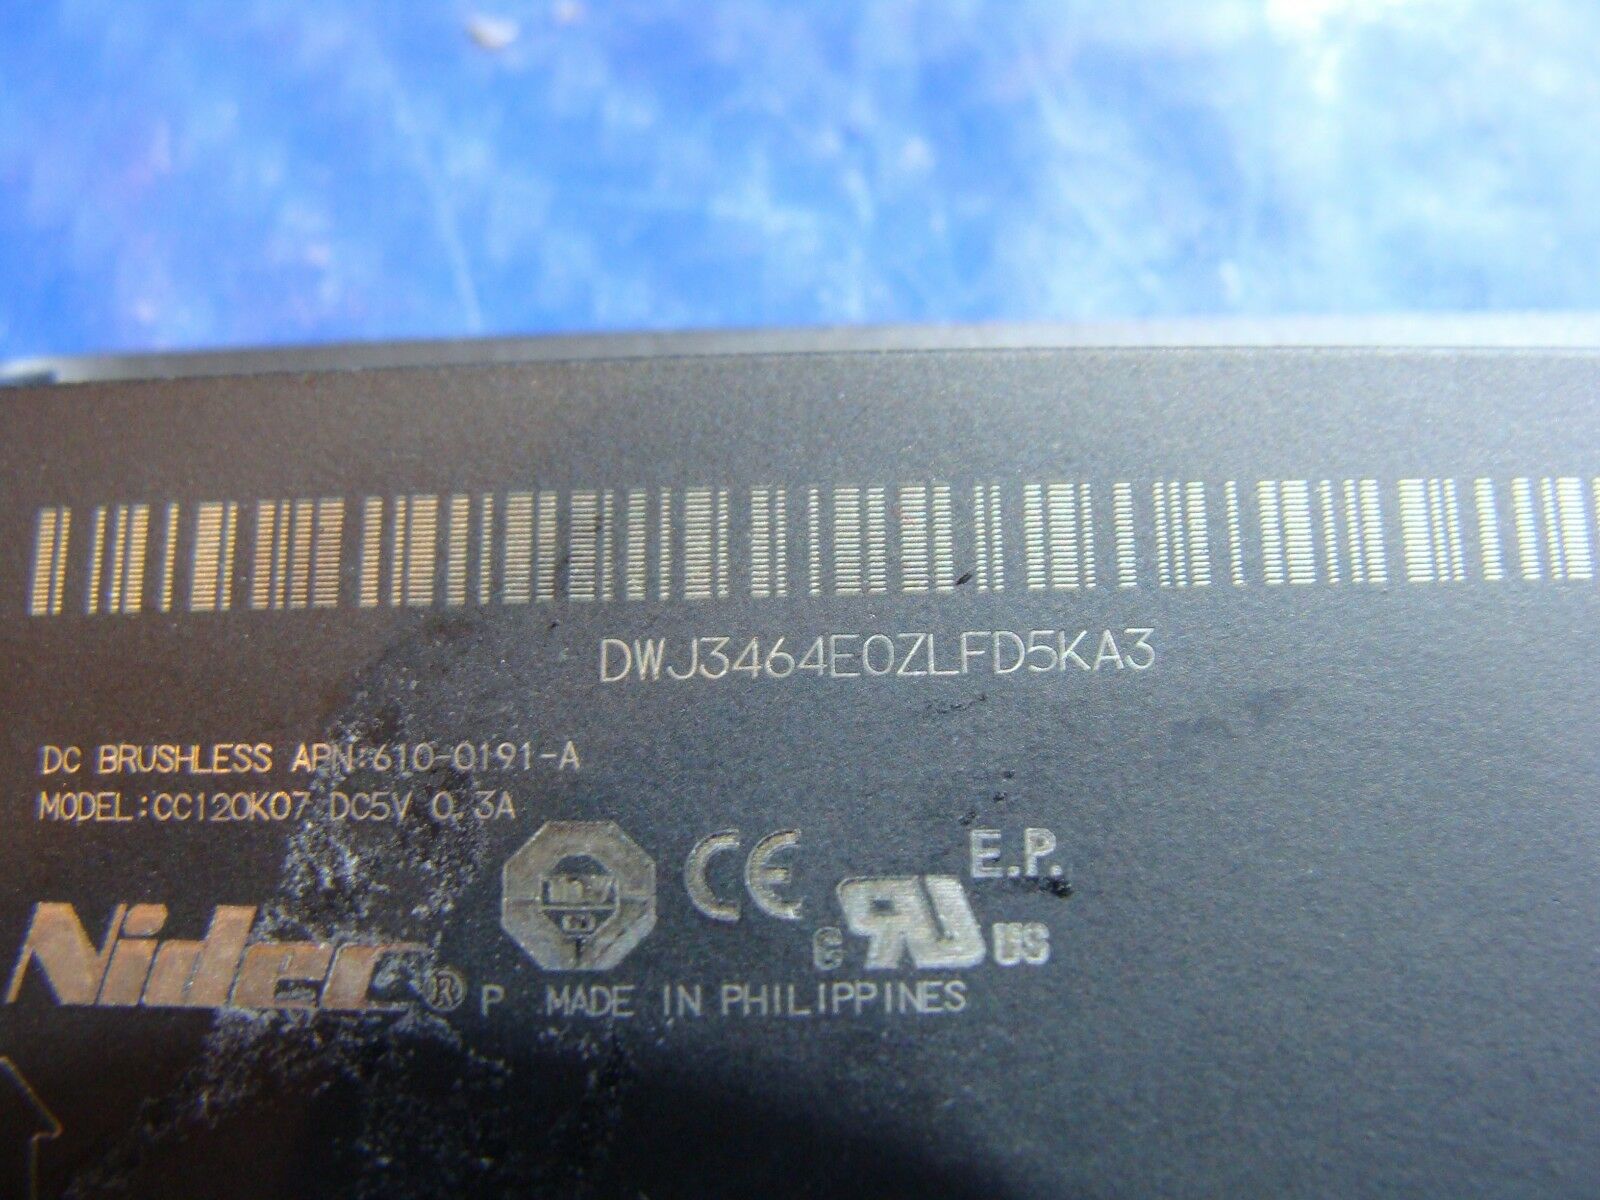 DWJ3464E0ZLFD5KA3
DC BRUSHLESS APN:610-0191-A
MODEL:CC120K07 DC5V 0.3A
Nidec® P MADE IN PHILIPPINES
CE
E.P.
C US